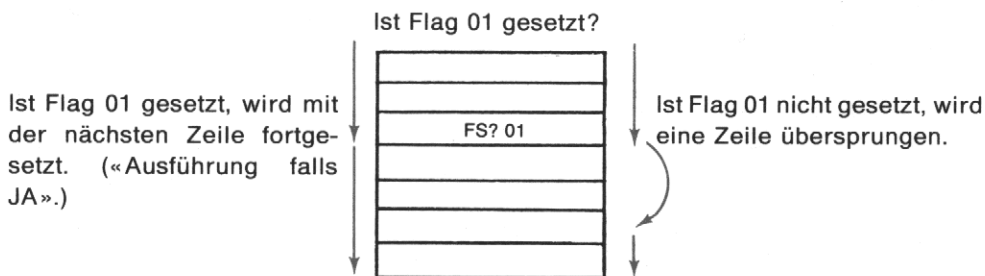 Ist Flag 01 gesetzt?
Ist Flag 01 gesetzt, wird mit
der nächsten Zeile fortge-
setzt. («Ausführung falls
JA».)
FS? 01
Ist Flag 01 nicht gesetzt, wird
eine Zeile übersprungen.